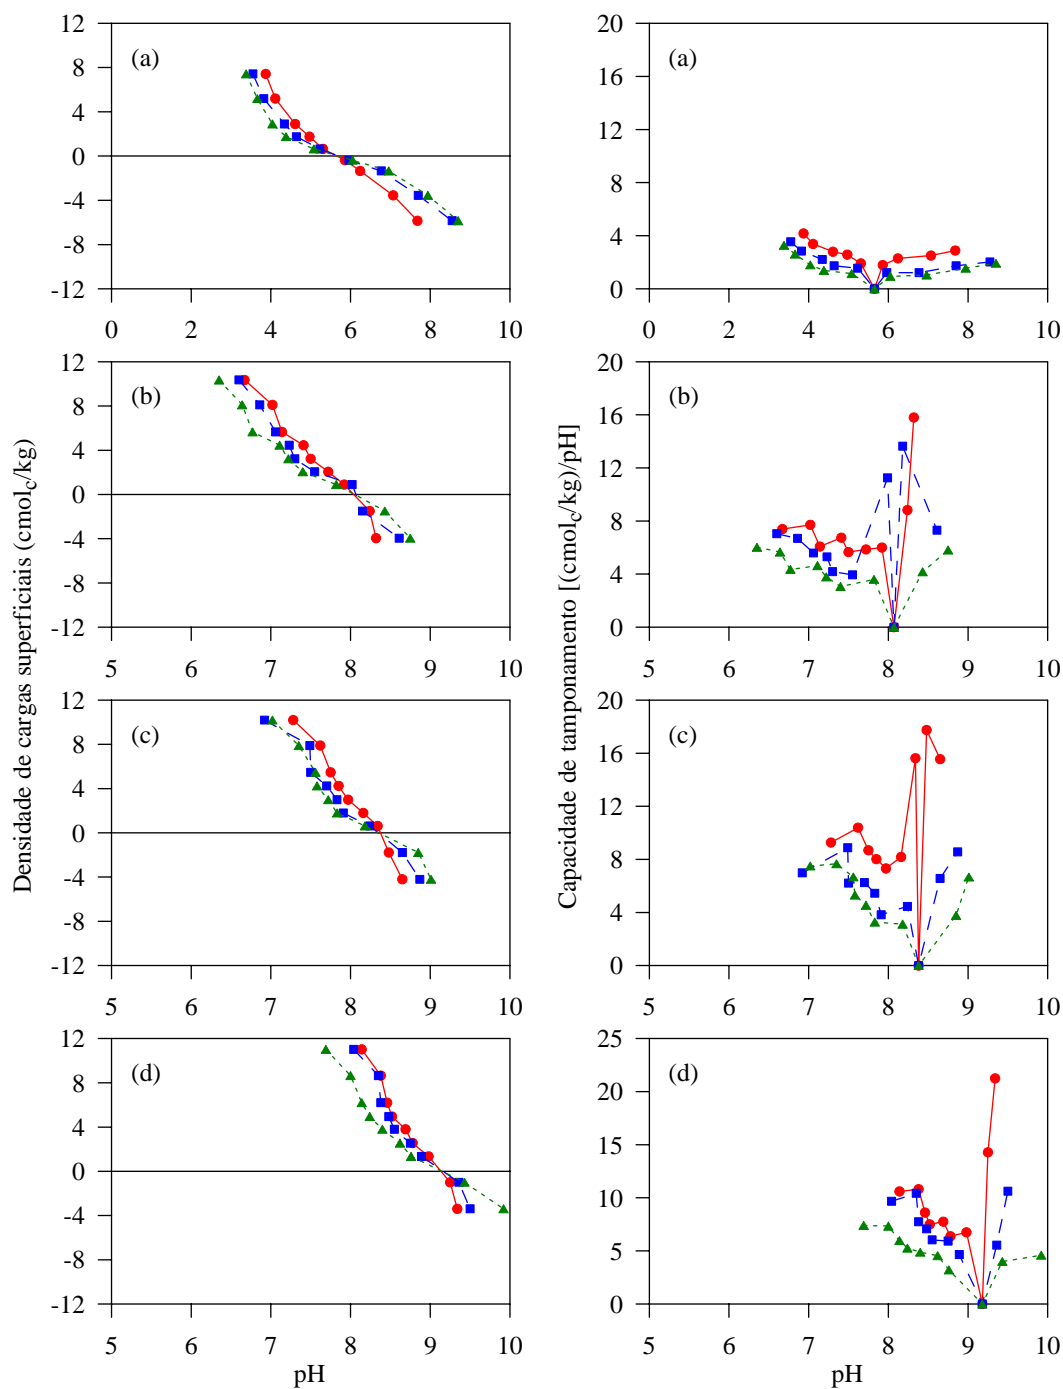 Densidade de cargas superficiais (cmolc/kg)
12
8
4
0
-4
-8
-12
(a)
0 2 4 6 8 10
12
8
4
0
-4
-8
-12
(b)
5 6 7 8 9 10
12
8
4
0
-4
-8
-12
(c)
5 6 7 8 9 10
12
8
4
0
-4
-8
-12
(d)
5 6 7 8 9 10
pH
Capacidade de tamponamento [(cmolc/kg)/pH]
20
16
12
8
4
0
(a)
0 2 4 6 8 10
20
16
12
8
4
0
(b)
5 6 7 8 9 10
20
16
12
8
4
0
(c)
5 6 7 8 9 10
25
20
15
10
5
0
(d)
5 6 7 8 9 10
pH